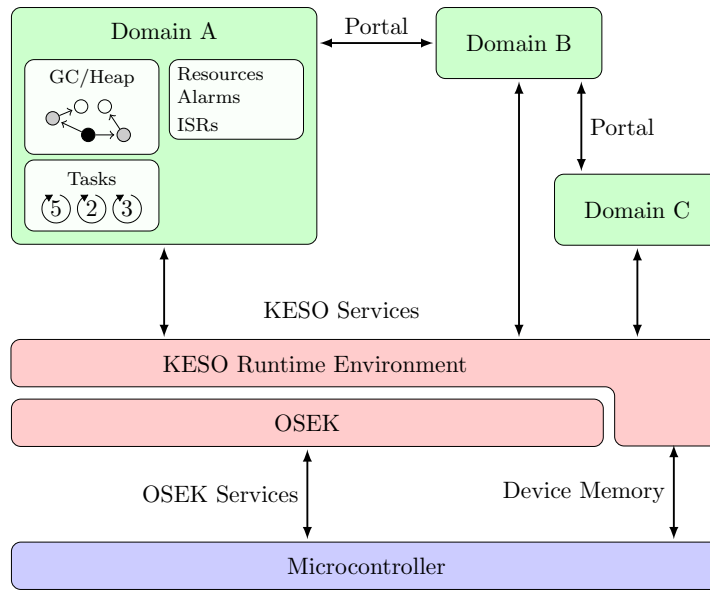 Domain A
Portal
Domain B
GC/Heap
Resources
Alarms
ISRs
Portal
Tasks
5 2 3
Domain C
KESO Services
KESO Runtime Environment
OSEK
OSEK Services
Device Memory
Microcontroller